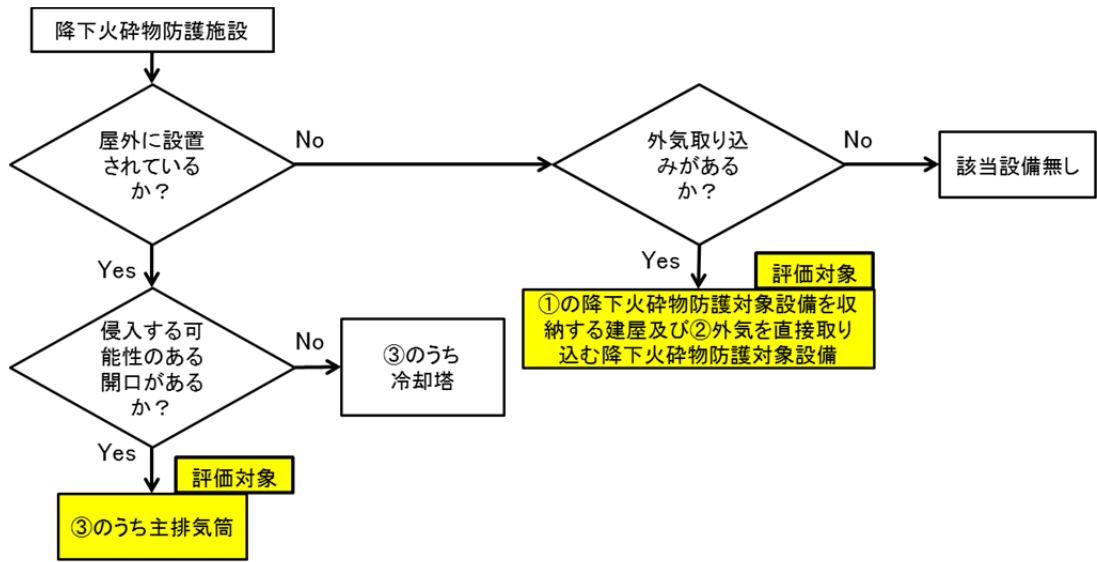 降下火砕物防護施設
屋外に設置
されている
か？
No
外気取り込
みがある
か？
No
該当設備無し
Yes
Yes
評価対象
①の降下火砕物防護対象設備を収
納する建屋及び②外気を直接取り
込む降下火砕物防護対象設備
侵入する可
能性のある
開口がある
か？
No
③のうち
冷却塔
Yes
評価対象
③のうち主排気筒